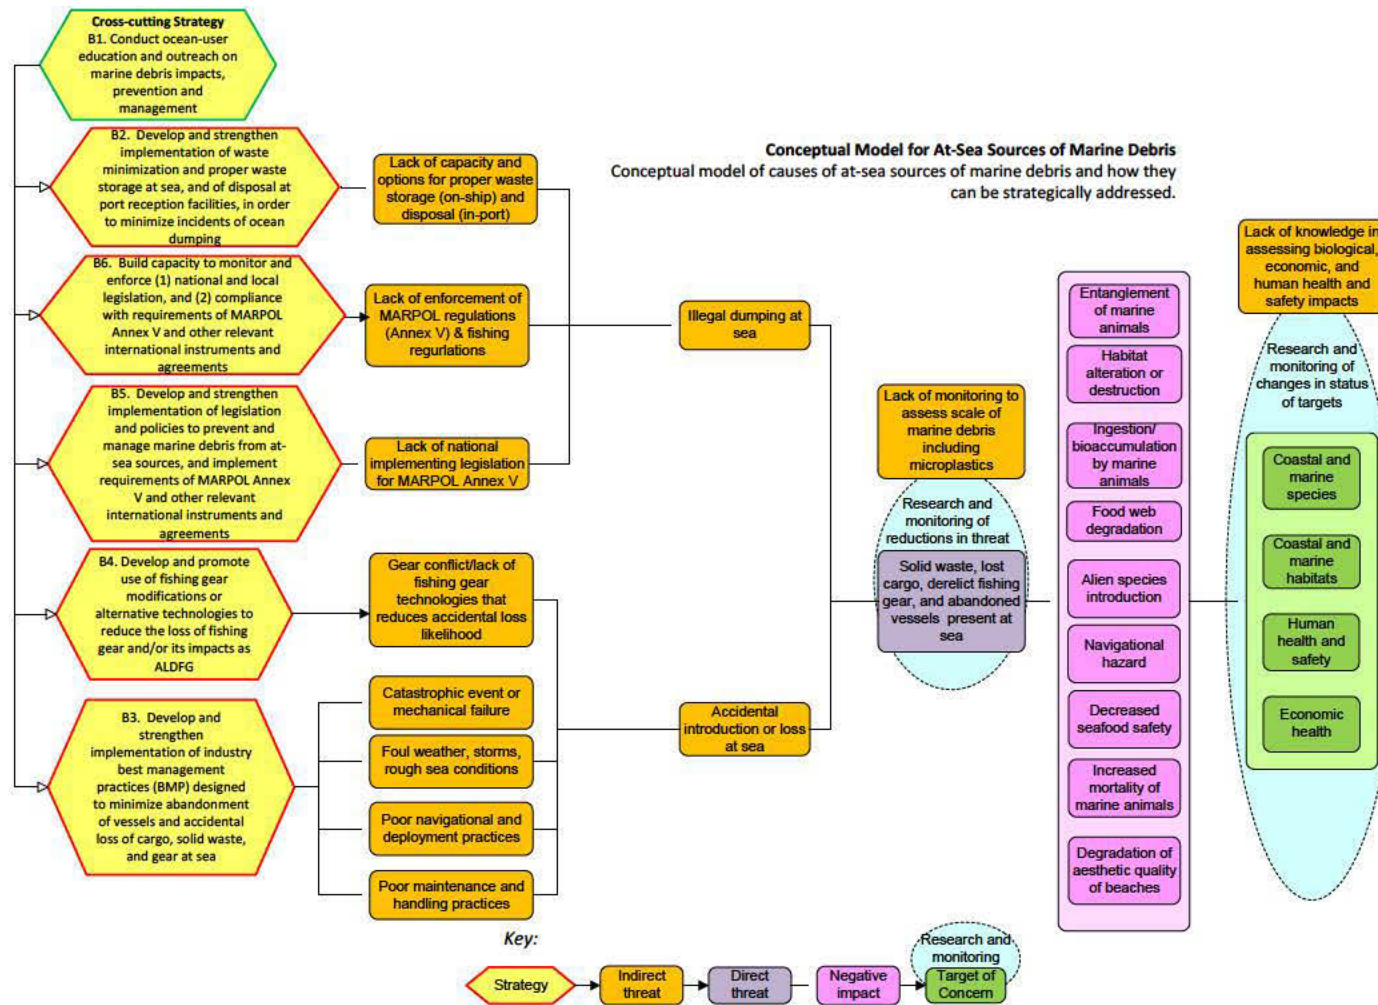 Cross-cutting Strategy
B1. Conduct ocean-user
education and outreach on
marine debris impacts,
prevention and
management
B2. Develop and strengthen
implementation of waste
minimization and proper waste
storage at sea, and of disposal at
port reception facilities, in order
to minimize incidents of ocean
dumping
B6. Build capacity to monitor and
enforce (1) national and local
legislation, and (2) compliance
with requirements of MARPOL
Annex V and other relevant
international instruments and
agreements
B5. Develop and strengthen
implementation of legislation
and policies to prevent and
manage marine debris from at-
sea sources, and implement
requirements of MARPOL Annex
V and other relevant
international instruments and
agreements
B4. Develop and promote
use of fishing gear
modifications or
alternative technologies to
reduce the loss of fishing
gear and/or its impacts as
ALDFG
B3. Develop and
strengthen
implementation of industry
best management
practices (BMP) designed
to minimize abandonment
of vessels and accidental
loss of cargo, solid waste,
and gear at sea
Lack of capacity and
options for proper waste
storage (on-ship) and
disposal (in-port)
Lack of enforcement of
MARPOL regulations
(Annex V) & fishing
regurlations
Lack of national
implementing legislation
for MARPOL Annex V
Gear conflict/lack of
fishing gear
technologies that
reduces accidental loss
likelihood
Catastrophic event or
mechanical failure
Foul weather, storms,
rough sea conditions
Poor navigational and
deployment practices
Poor maintenance and
handling practices
Illegal dumping at
sea
Accidental
introduction or loss
at sea
Conceptual Model for At-Sea Sources of Marine Debris
Conceptual model of causes of at-sea sources of marine debris and how they
can be strategically addressed.
Lack of monitoring to
assess scale of
marine debris
including
microplastics
Research and
monitoring of
reductions in threat
Solid waste, lost
cargo, derelict fishing
gear, and abandoned
vessels present at
sea
Entanglement of
marine
animals
Habitat
alteration or
destruction
Ingestion/
bioaccumulation
by marine
animals
Food web
degradation
Alien species
introduction
Navigational
hazard
Decreased
seafood safety
Increased
mortality of
marine animals
Degradation of
aesthetic quality
of beaches
Lack of knowledge in
assessing biological,
economic, and
human health and
safety impacts
Research and
monitoring of
changes in status
of targets
Coastal and
marine
species
Coastal and
marine
habitats
Human
health and
safety
Economic
health
Key:
Strategy
Indirect
threat
Direct
threat
Negative
impact
Research and
monitoring
Target of
Concern